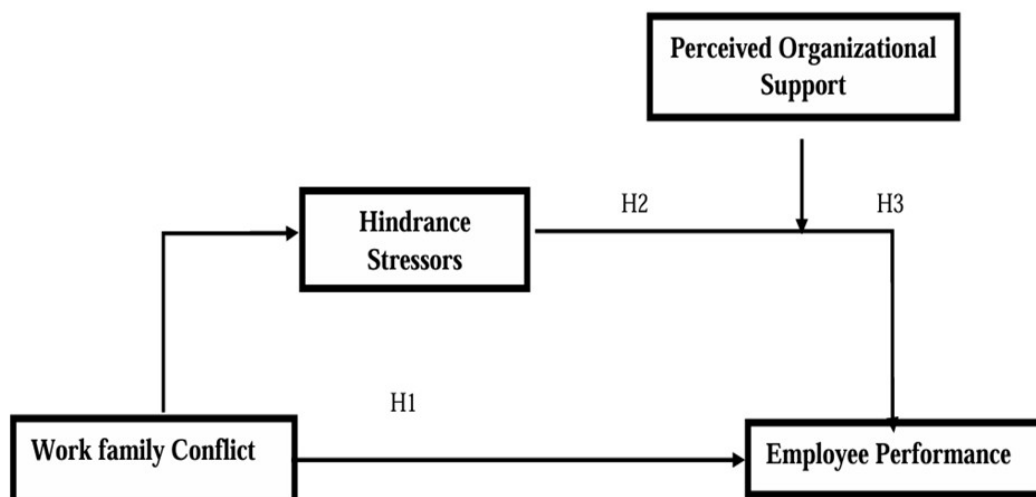 Perceived Organizational
Support
H2
H3
Hindrance
Stressors
H1
Work family Conflict
Employee Performance